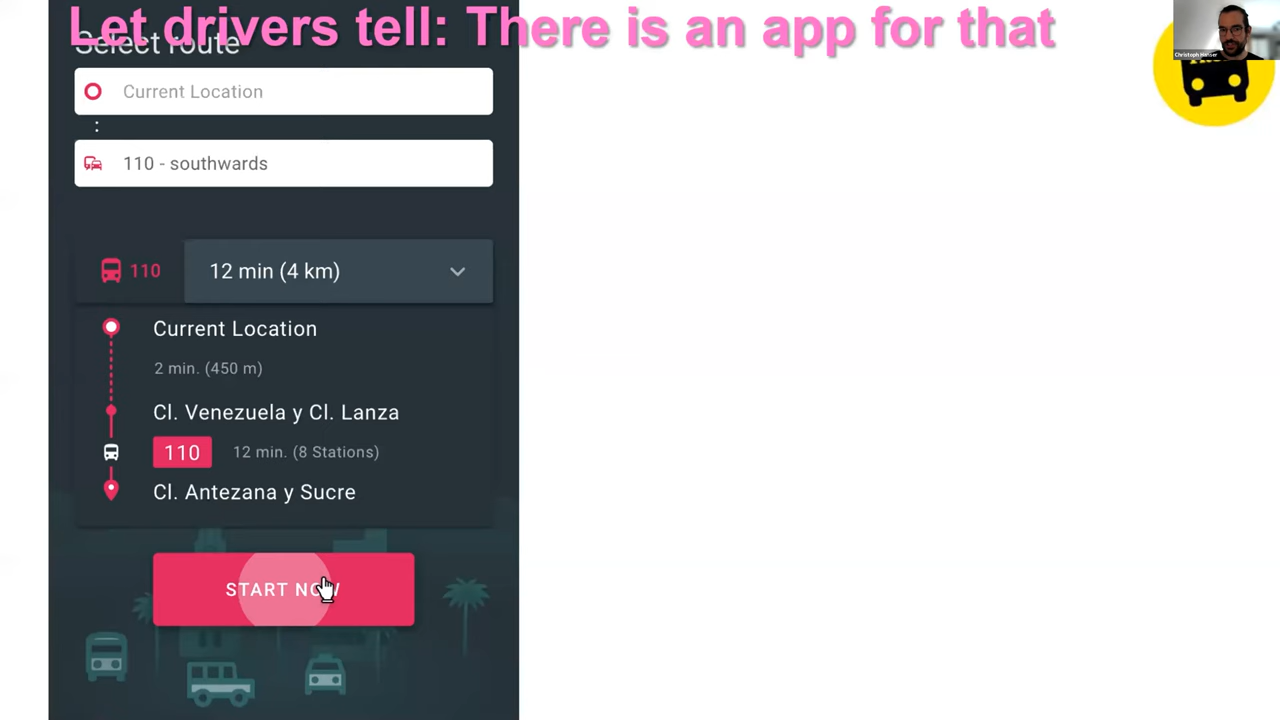 Let drivers tell: There is an app for that
Select route
Christoph Hanser
Current Location
:
110 - southwards
110
12 min (4 km)
Current Location
2 min. (450 m)
Cl. Venezuela y Cl. Lanza
110
12 min. (8 Stations)
Cl. Antezana y Sucre
START NOW